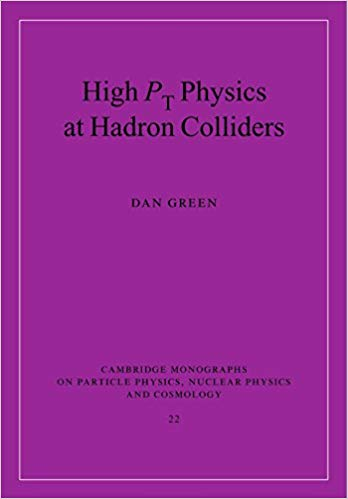 High P_T Physics
at Hadron Colliders
DAN GREEN
CAMBRIDGE MONOGRAPHS
ON PARTICLE PHYSICS, NUCLEAR PHYSICS
AND COSMOLOGY
22